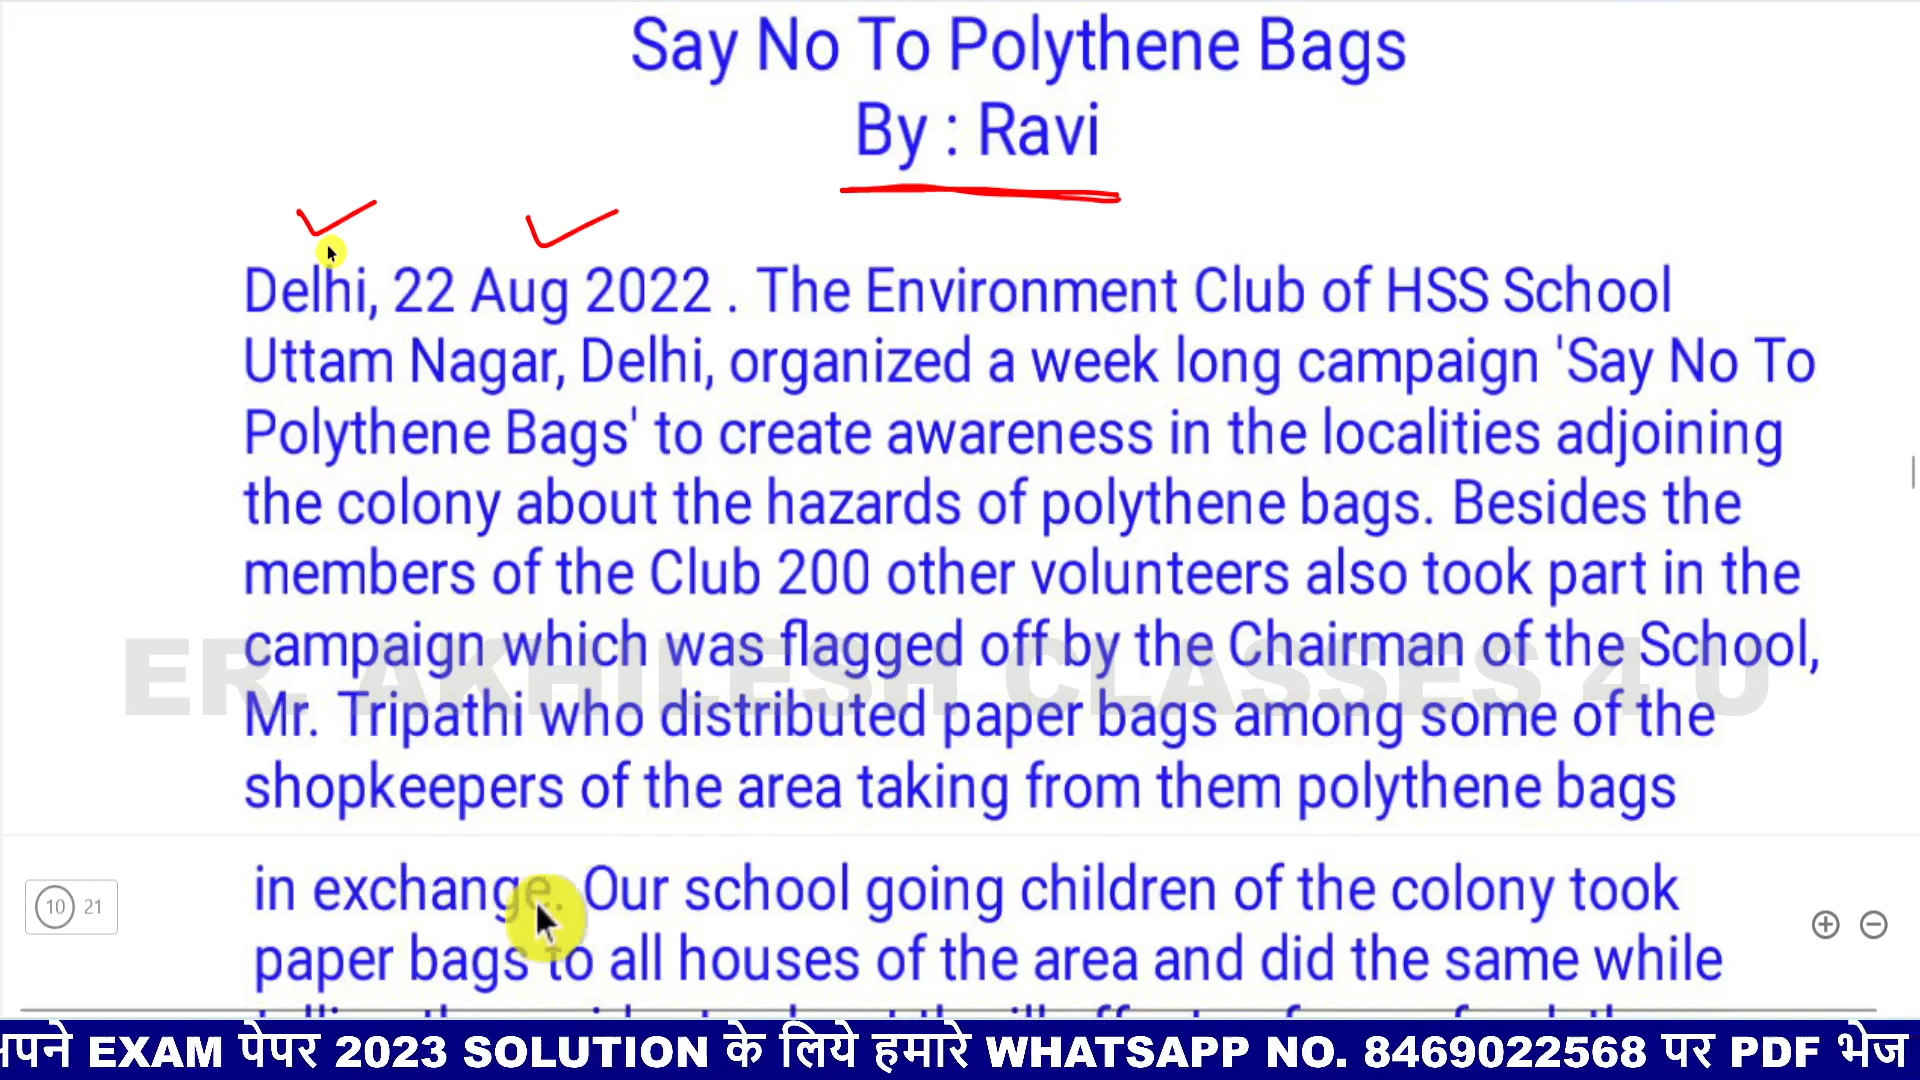 Say No To Polythene Bags
By : Ravi
Delhi, 22 Aug 2022 . The Environment Club of HSS School
Uttam Nagar, Delhi, organized a week long campaign 'Say No To
Polythene Bags' to create awareness in the localities adjoining
the colony about the hazards of polythene bags. Besides the
members of the Club 200 other volunteers also took part in the
campaign which was flagged off by the Chairman of the School,
ER. AKHILESH CLASSES 4 U
Mr. Tripathi who distributed paper bags among some of the
shopkeepers of the area taking from them polythene bags
in exchange. Our school going children of the colony took
10 21
paper bags to all houses of the area and did the same while
EXAM पेपर 2023 SOLUTION के लिये हमारे WHATSAPP NO. 8469022568 पर PDF भेज